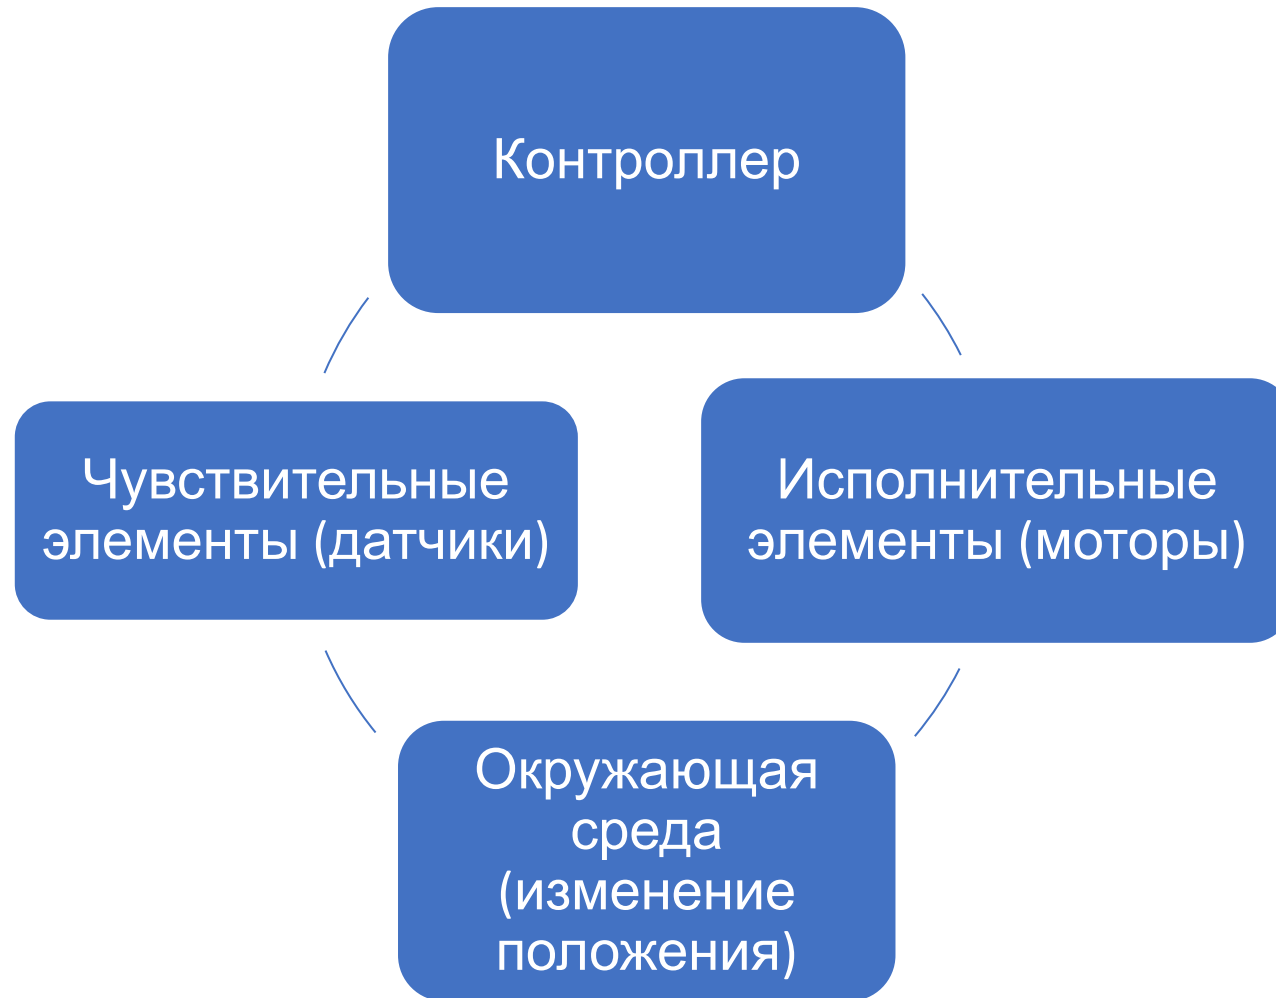 Контроллер
Чувствительные
элементы (датчики)
Исполнительные
элементы (моторы)
Окружающая
среда
(изменение
положения)